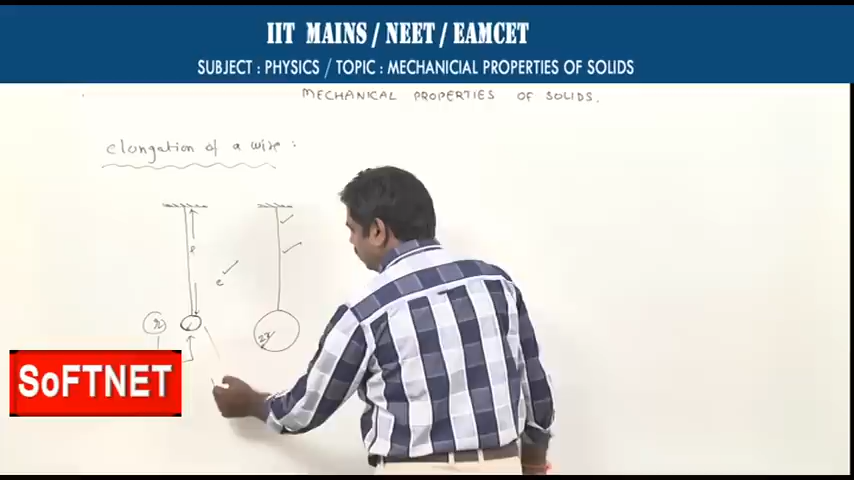 IIT MAINS / NEET / EAMCET
SUBJECT : PHYSICS / TOPIC : MECHANICIAL PROPERTIES OF SOLIDS
MECHANICAL PROPERTIES OF SOLIDS.
elongation of a wire :
l
e
r
2r
SoFTNET